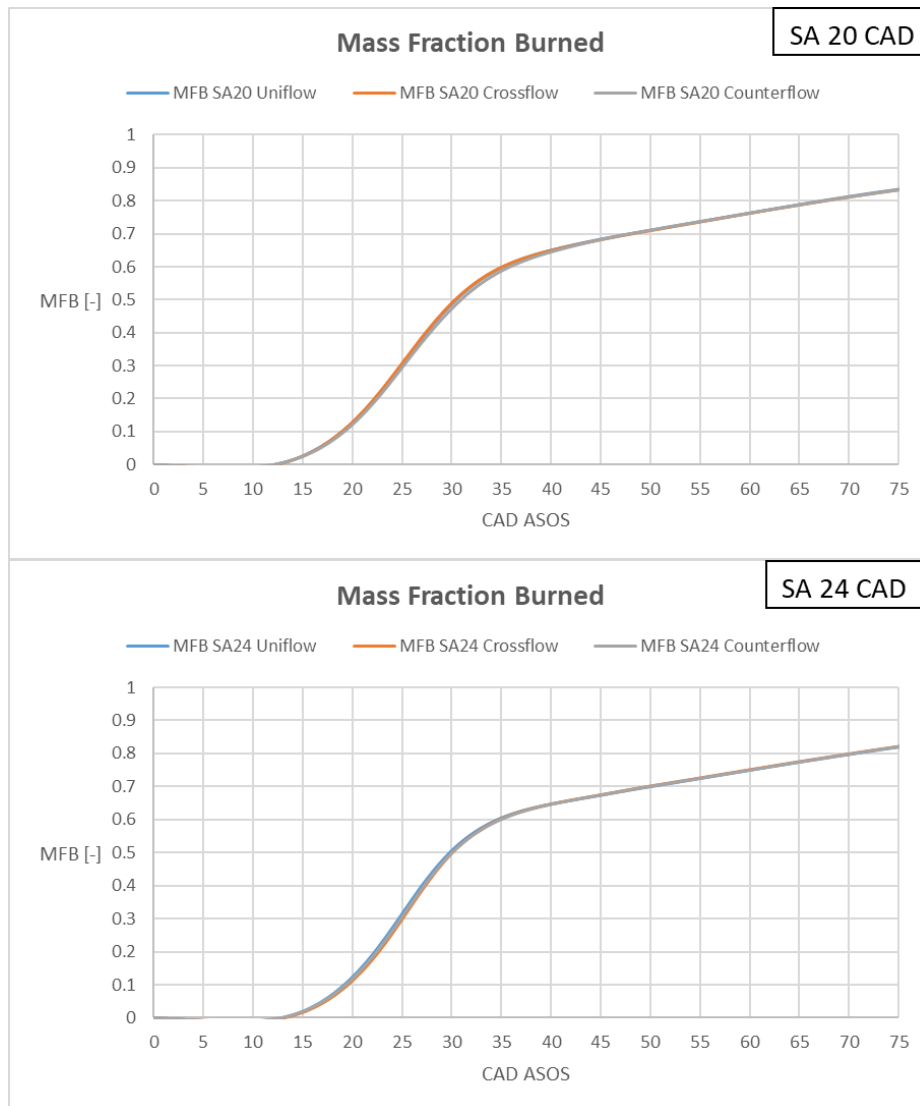 SA 20 CAD
Mass Fraction Burned
MFB SA20 Uniflow MFB SA20 Crossflow MFB SA20 Counterflow
1
0.9
0.8
0.7
0.6
MFB [-] 0.5
0.4
0.3
0.2
0.1
0
0 5 10 15 20 25 30 35 40 45 50 55 60 65 70 75
CAD ASOS
SA 24 CAD
Mass Fraction Burned
MFB SA24 Uniflow MFB SA24 Crossflow MFB SA24 Counterflow
1
0.9
0.8
0.7
0.6
MFB [-] 0.5
0.4
0.3
0.2
0.1
0
0 5 10 15 20 25 30 35 40 45 50 55 60 65 70 75
CAD ASOS